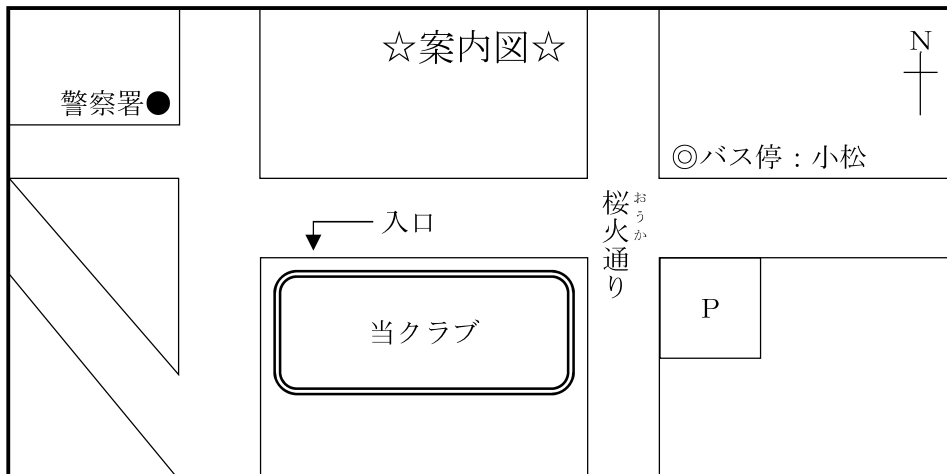 ☆案内図☆
N
警察署●
◎バス停：小松
入口
桜火通り
おうか
当クラブ
P